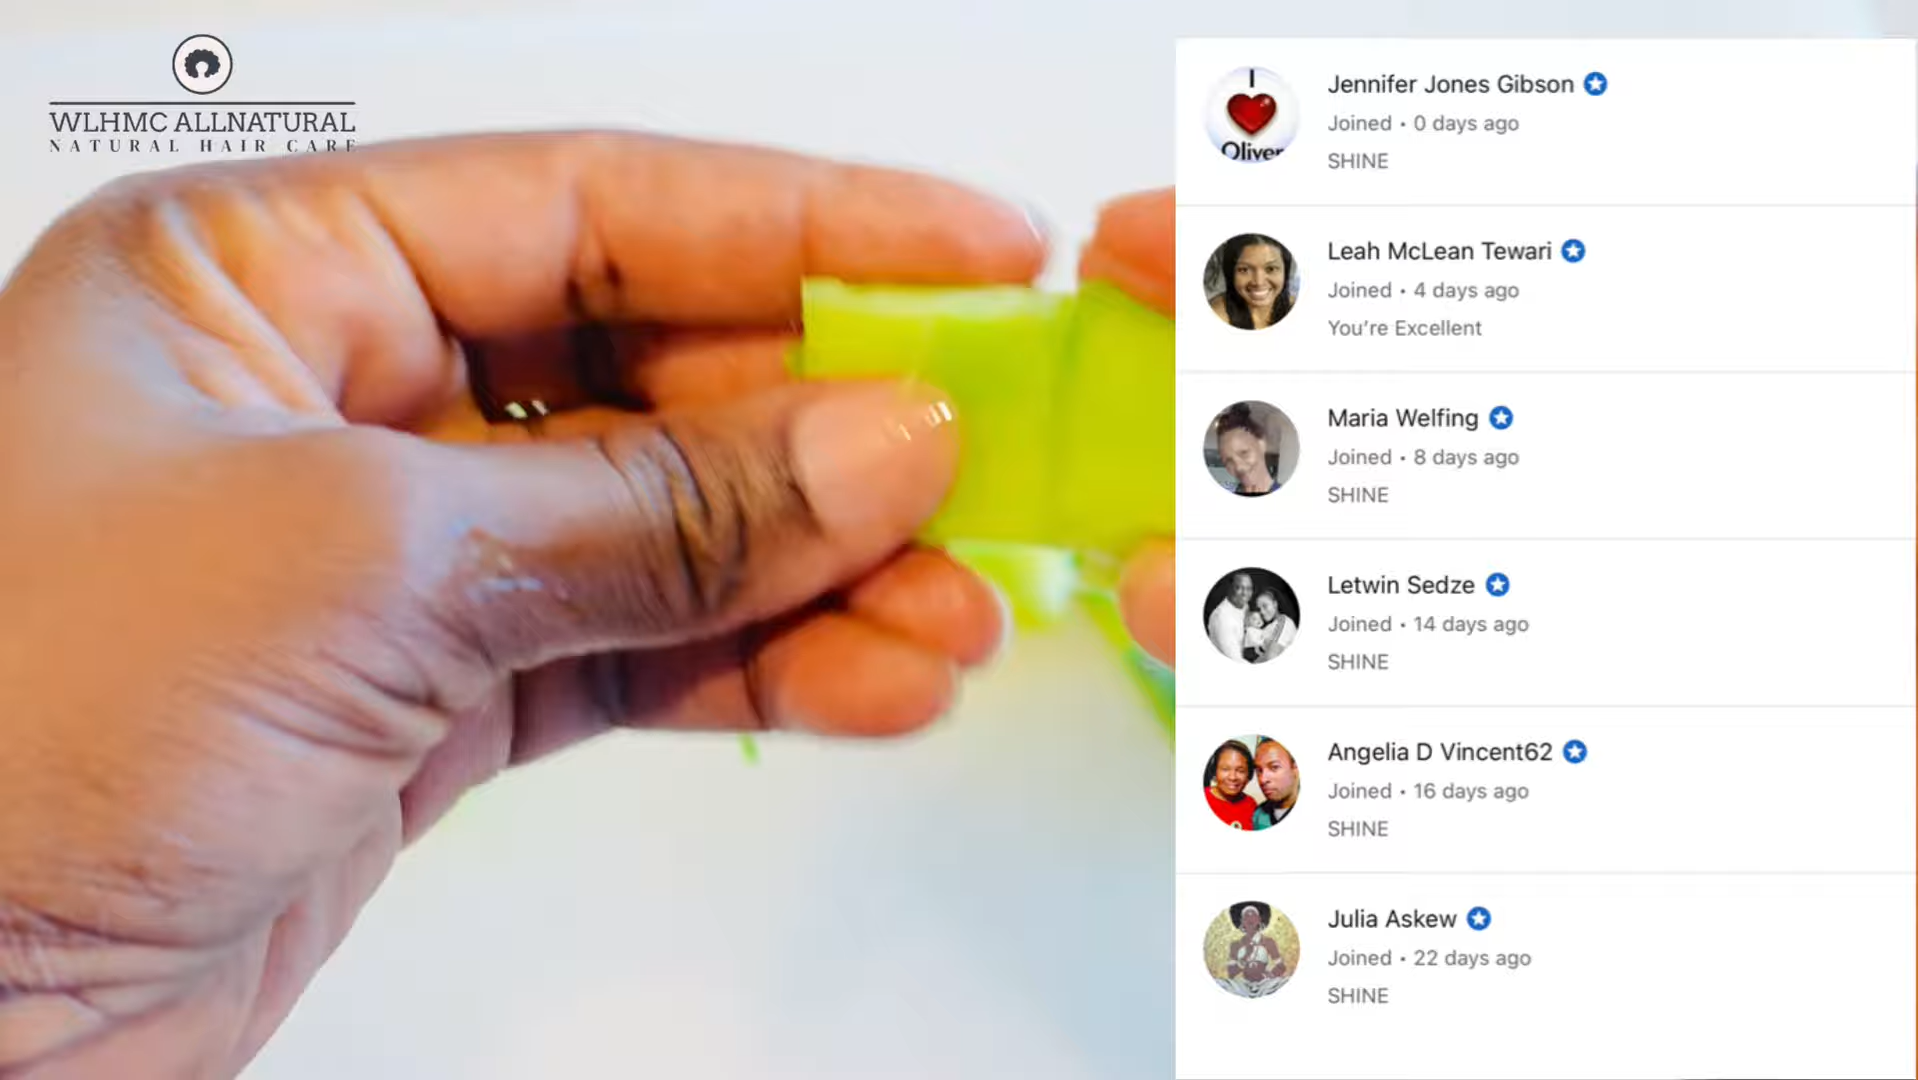 WLHMC ALLNATURAL
NATURAL HAIR CARE
I
Oliver
Jennifer Jones Gibson
Joined • 0 days ago
SHINE
Leah McLean Tewari
Joined • 4 days ago
You’re Excellent
Maria Welfing
Joined • 8 days ago
SHINE
Letwin Sedze
Joined • 14 days ago
SHINE
Angelia D Vincent62
Joined • 16 days ago
SHINE
Julia Askew
Joined • 22 days ago
SHINE